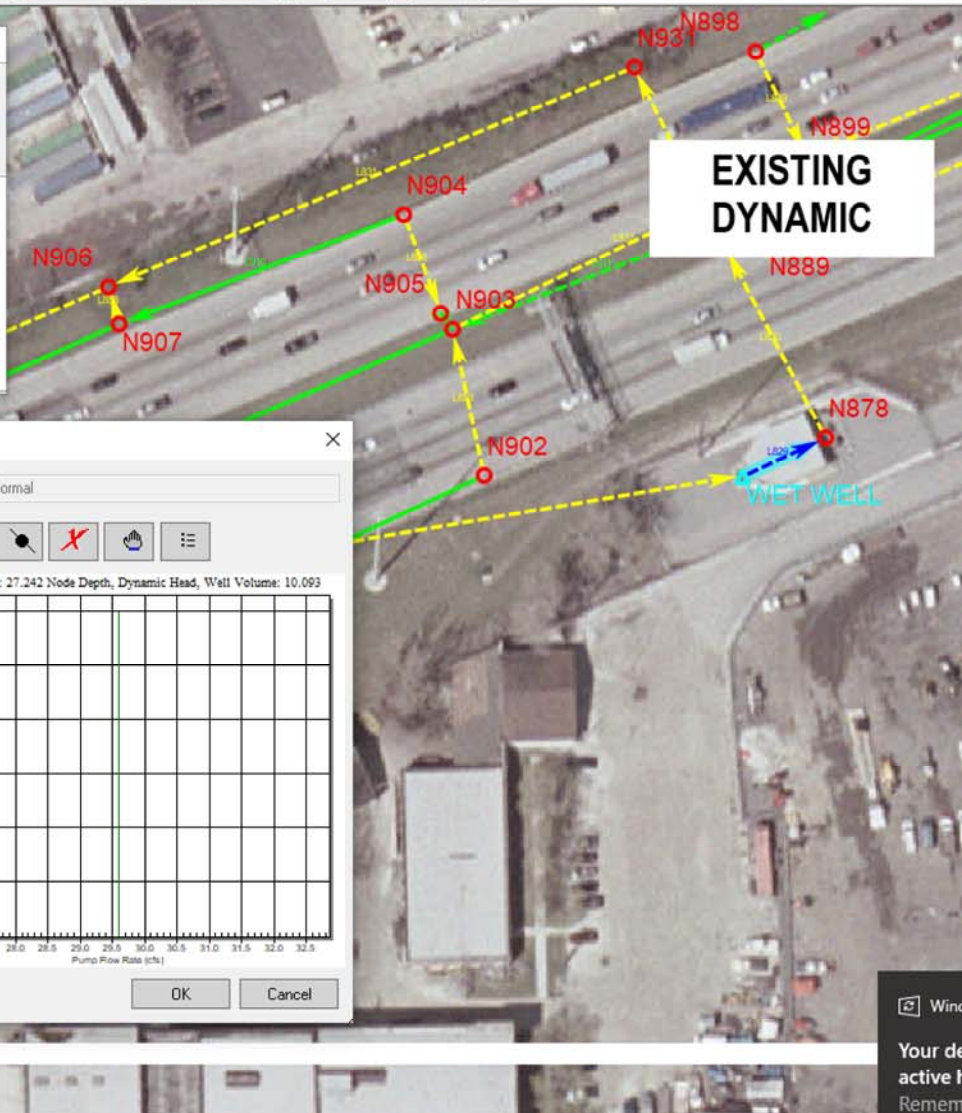 N898
N931
N899
EXISTING
DYNAMIC
L831
N904
N889
N906
N905
N903
N907
N878
L829
N902
WET WELL
ormal
: 27.242 Node Depth, Dynamic Head, Well Volume: 10.093
28.0 28.5 29.0 29.5 30.0 30.5 31.0 31.5 32.0 32.5
Pump Flow Rate (cfs)
OK Cancel
Wind
Your de
active h
Remem